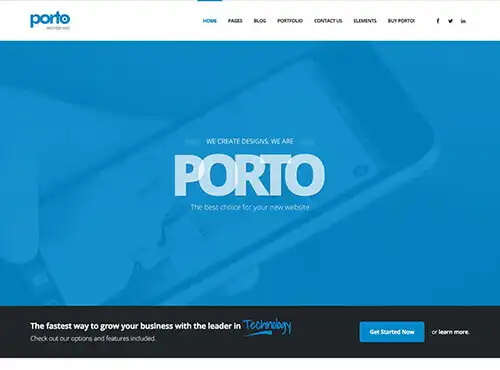 porto
wordpress
HOME PAGES BLOG PORTFOLIO CONTACT US ELEMENTS BUY PORTO!
WE CREATE DESIGNS, WE ARE
PORTO
The best choice for your new website.
The fastest way to grow your business with the leader in Technology
Check out our options and features included.
Get Started Now or learn more.